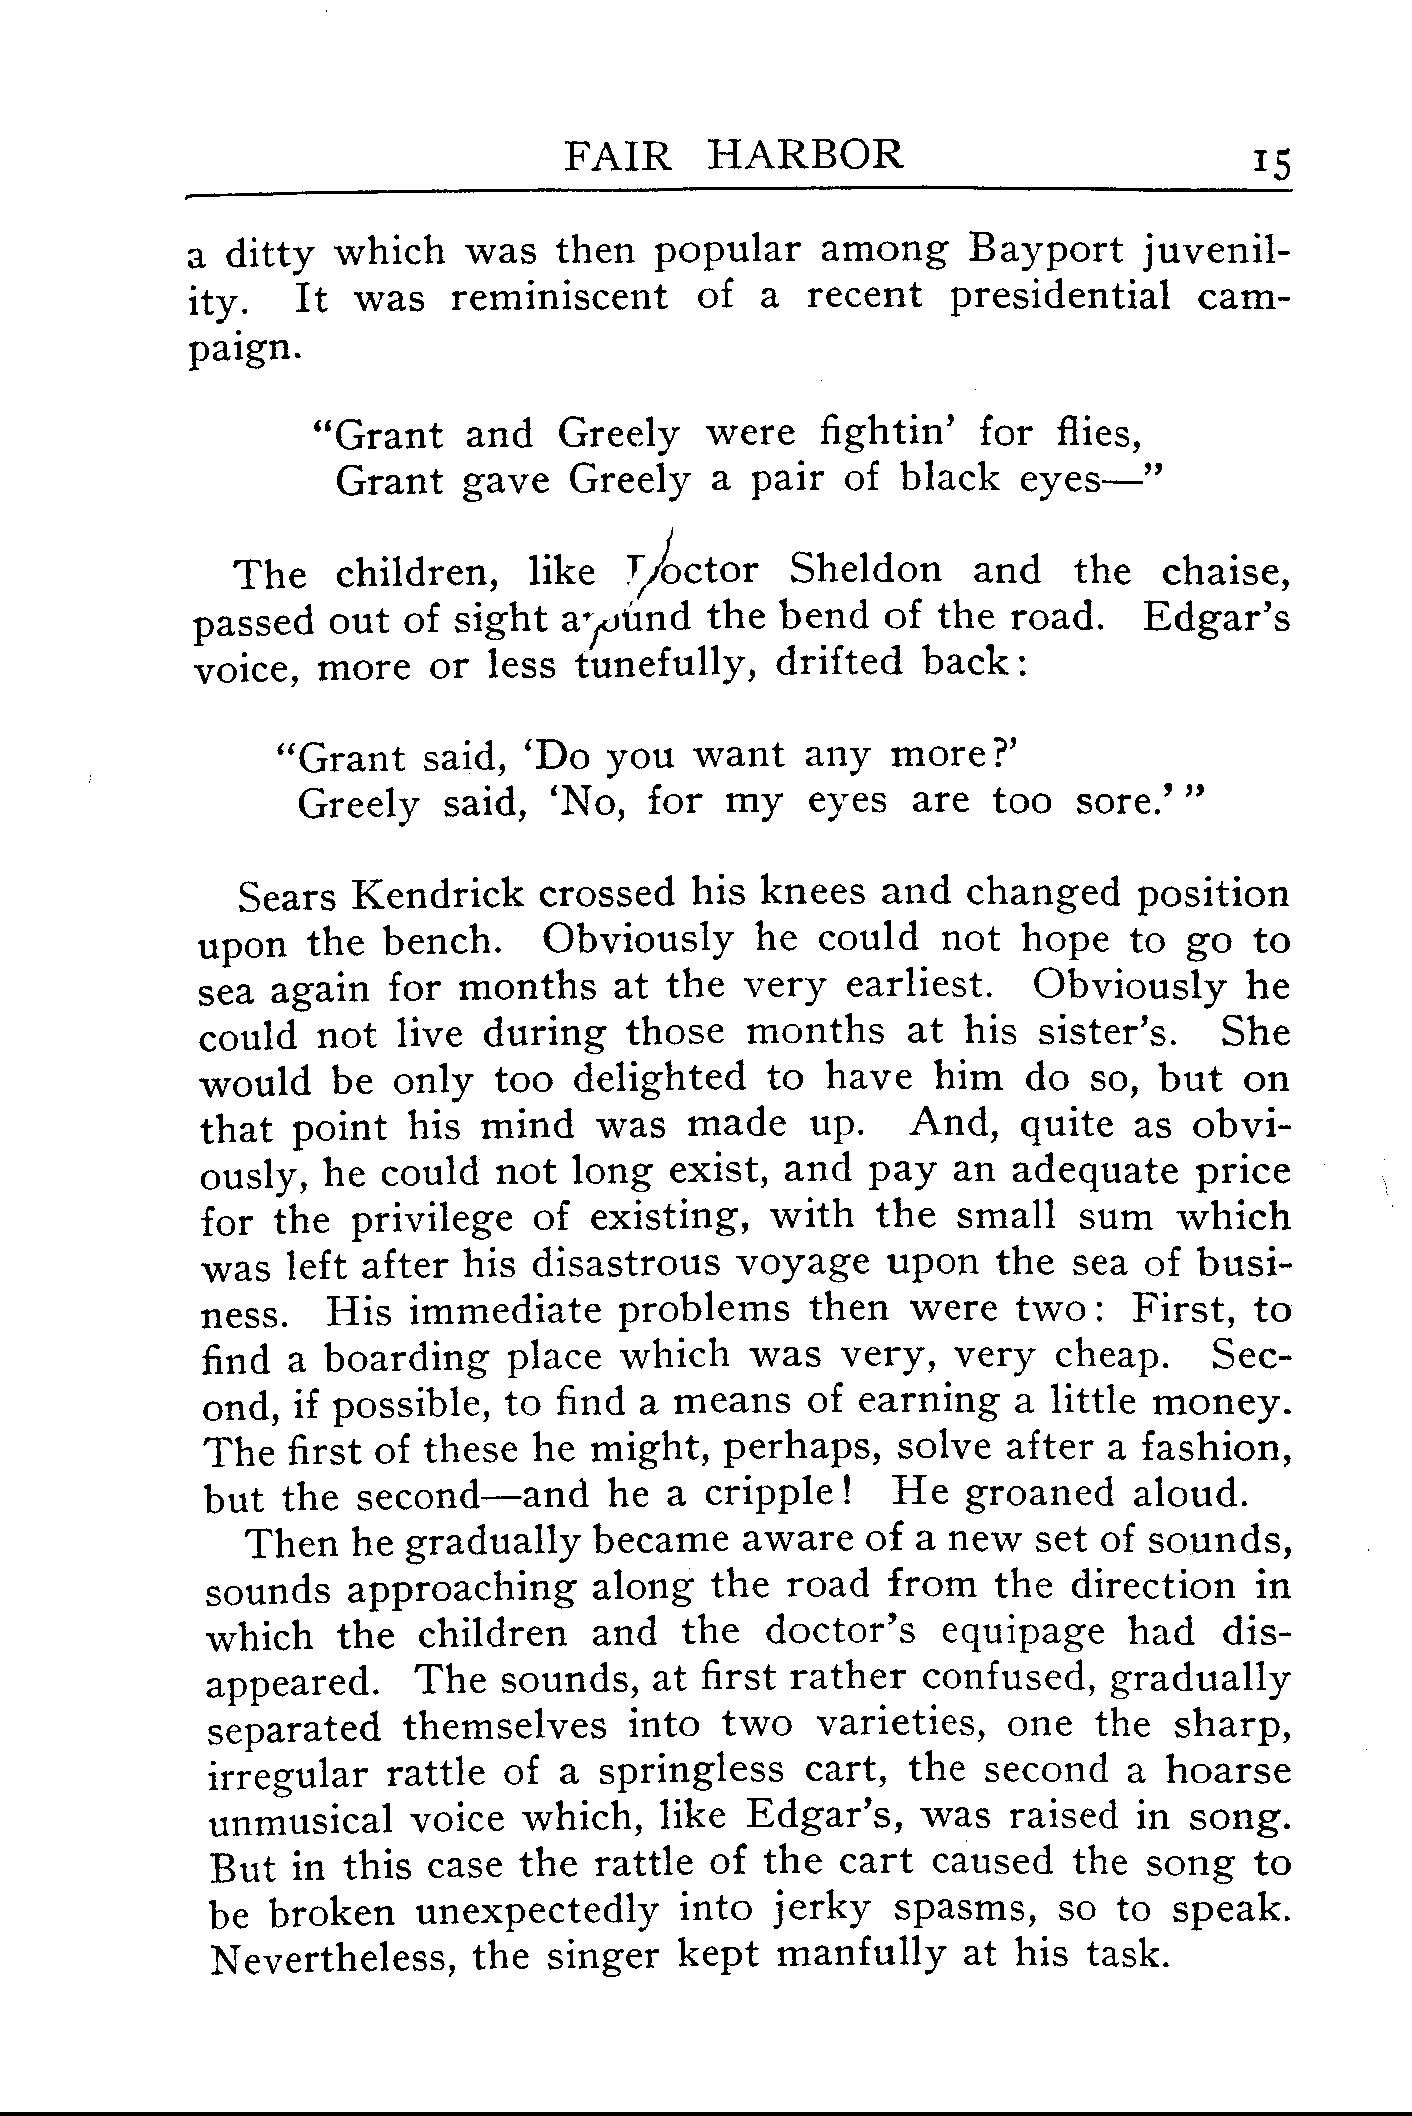 FAIR HARBOR 15
a ditty which was then popular among Bayport juvenil-
ity. It was reminiscent of a recent presidential cam-
paign.
“Grant and Greely were fightin’ for flies,
Grant gave Greely a pair of black eyes—”
The children, like Doctor Sheldon and the chaise,
passed out of sight around the bend of the road. Edgar’s
voice, more or less tunefully, drifted back:
“Grant said, ‘Do you want any more?’
Greely said, ‘No, for my eyes are too sore.’ ”
Sears Kendrick crossed his knees and changed position
upon the bench. Obviously he could not hope to go to
sea again for months at the very earliest. Obviously he
could not live during those months at his sister’s. She
would be only too delighted to have him do so, but on
that point his mind was made up. And, quite as obvi-
ously, he could not long exist, and pay an adequate price
for the privilege of existing, with the small sum which
was left after his disastrous voyage upon the sea of busi-
ness. His immediate problems then were two: First, to
find a boarding place which was very, very cheap. Sec-
ond, if possible, to find a means of earning a little money.
The first of these he might, perhaps, solve after a fashion,
but the second—and he a cripple! He groaned aloud.
Then he gradually became aware of a new set of sounds,
sounds approaching along the road from the direction in
which the children and the doctor’s equipage had dis-
appeared. The sounds, at first rather confused, gradually
separated themselves into two varieties, one the sharp,
irregular rattle of a springless cart, the second a hoarse
unmusical voice which, like Edgar’s, was raised in song.
But in this case the rattle of the cart caused the song to
be broken unexpectedly into jerky spasms, so to speak.
Nevertheless, the singer kept manfully at his task.